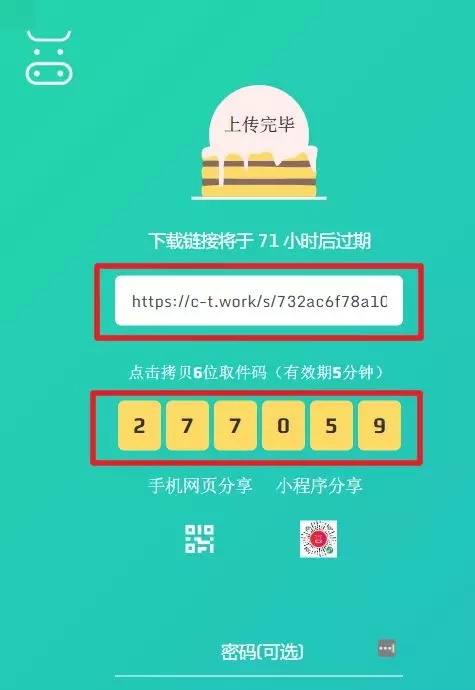 上传完毕
下载链接将于 71 小时后过期
https://c-t.work/s/732ac6f78a10
点击拷贝6位取件码（有效期5分钟）
2 7 7 0 5 9
手机网页分享 小程序分享
密码(可选)